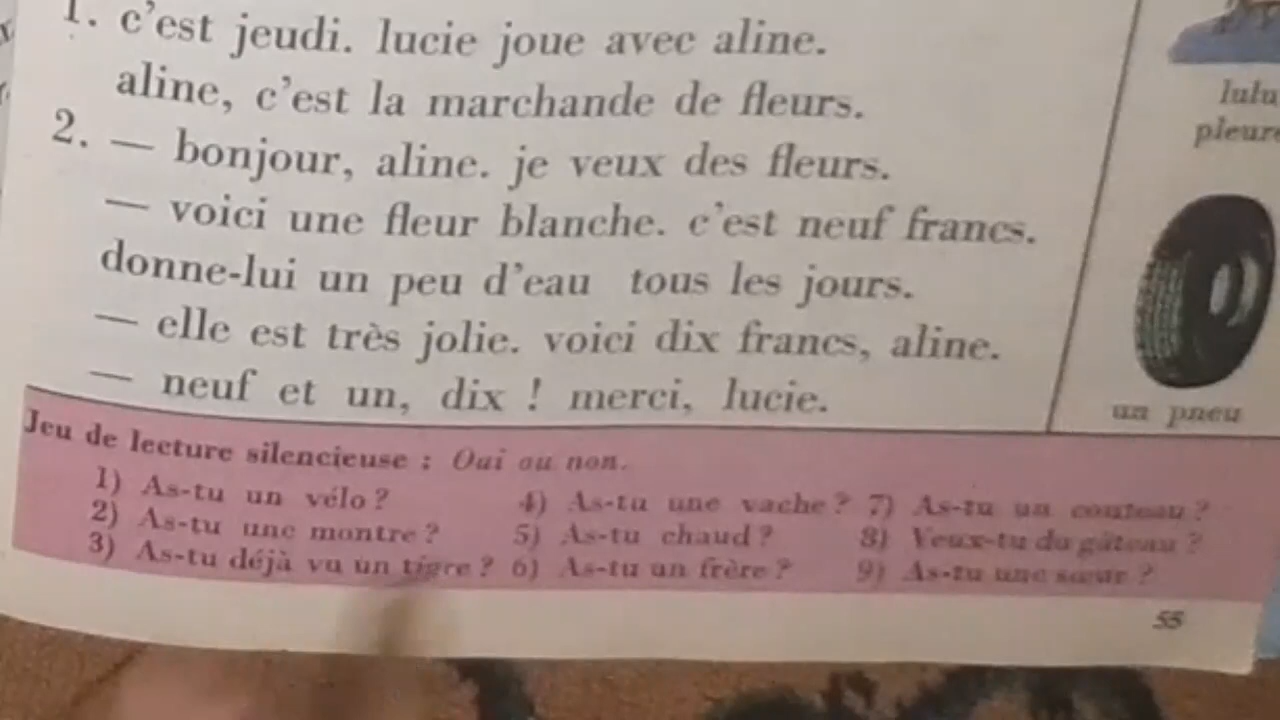 1. c'est jeudi. lucie joue avec aline.
aline, c'est la marchande de fleurs.
2. — bonjour, aline. je veux des fleurs.
— voici une fleur blanche. c'est neuf francs.
donne-lui un peu d'eau tous les jours.
— elle est très jolie. voici dix francs, aline.
— neuf et un, dix ! merci, lucie.
lulu
pleure
un pneu
Jeu de lecture silencieuse : Oui ou non.
1) As-tu un vélo ? 4) As-tu une vache ? 7) As-tu un couteau ?
2) As-tu une montre ? 5) As-tu chaud ? 8) Veux-tu du gâteau ?
3) As-tu déjà vu un tigre ? 6) As-tu un frère ? 9) As-tu une sœur ?
55